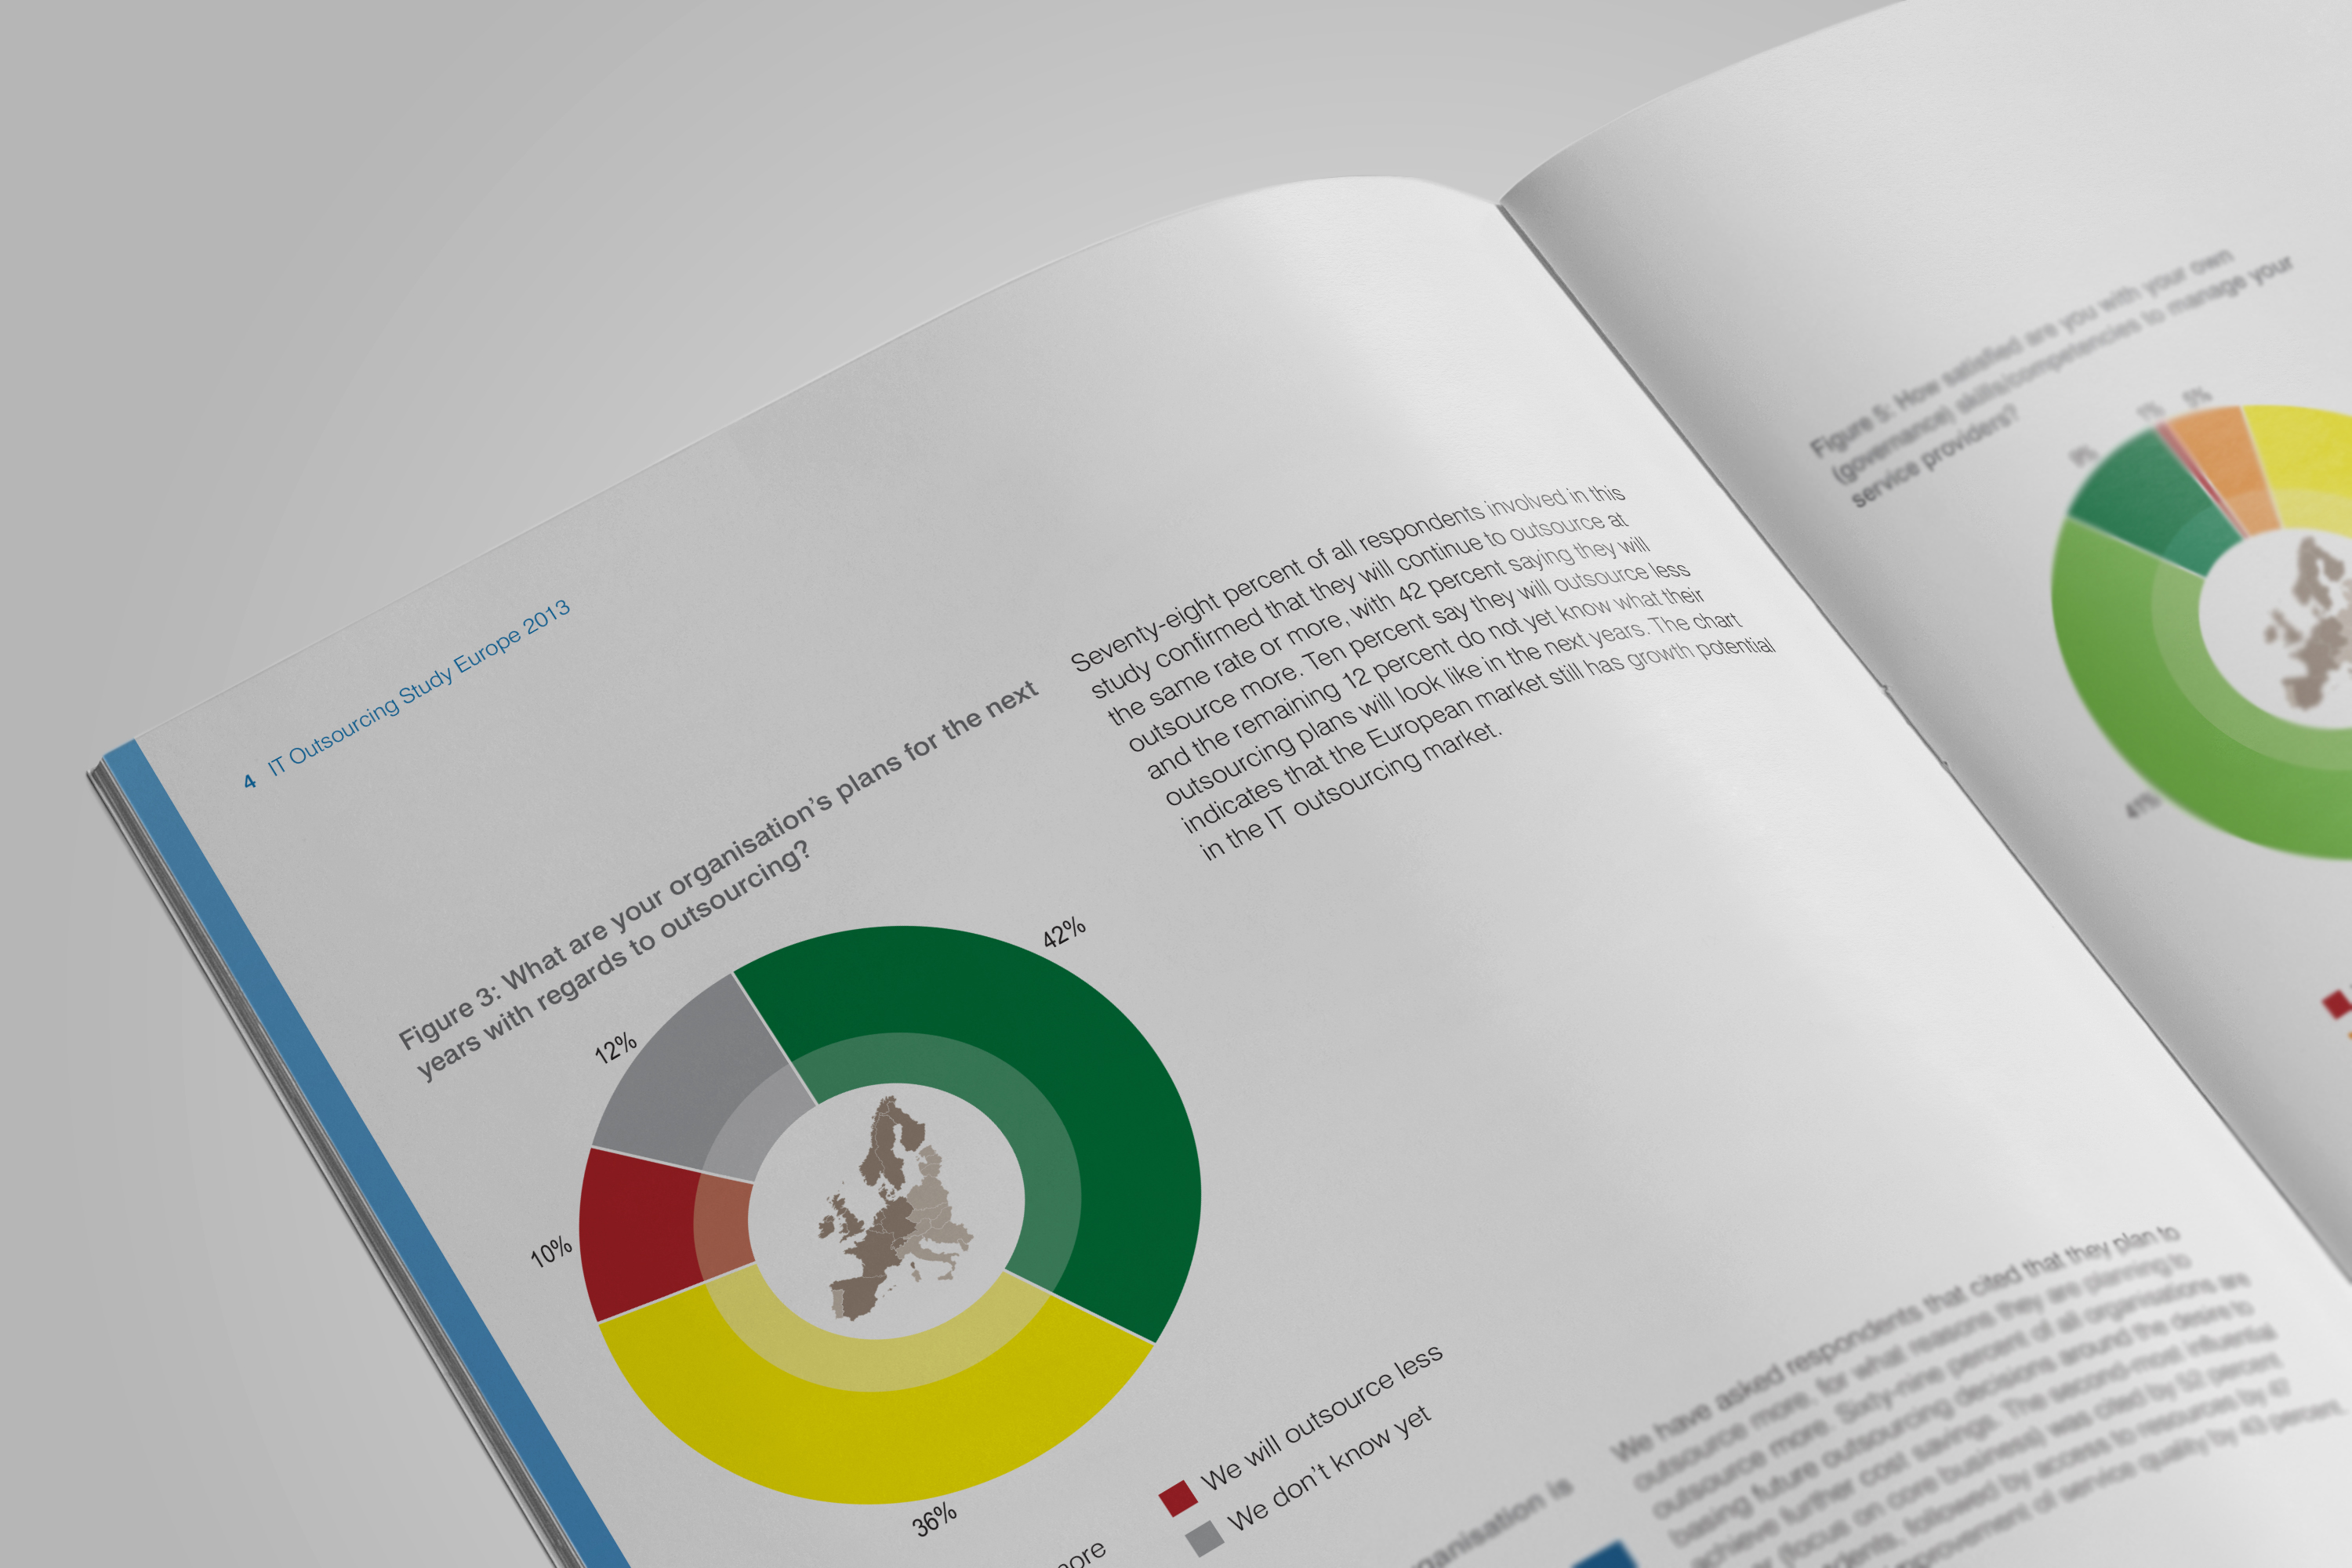 4 IT Outsourcing Study Europe 2013
Figure 3: What are your organisation's plans for the next
years with regards to outsourcing?
42%
12%
10%
36%
We will outsource less
We don't know yet
Seventy-eight percent of all respondents involved in this
study confirmed that they will continue to outsource at
the same rate or more, with 42 percent saying they will
outsource more. Ten percent say they will outsource less
and the remaining 12 percent do not yet know what their
outsourcing plans will look like in the next years. The chart
indicates that the European market still has growth potential
in the IT outsourcing market.
We have asked respondents that cited that they plan to
outsource more, for what reasons they are planning to
outsource more. Sixty-nine percent of all organisations are
basing future outsourcing decisions around the desire to
achieve further cost savings. The second-most influential
(focus on core business) was cited by 52 percent
followed by access to resources by 47
improvement of service quality by 43 percent.
Figure 5: How satisfied are you with your own
(governance) skills/competencies to manage your
service providers?
9%
1%
5%
41%